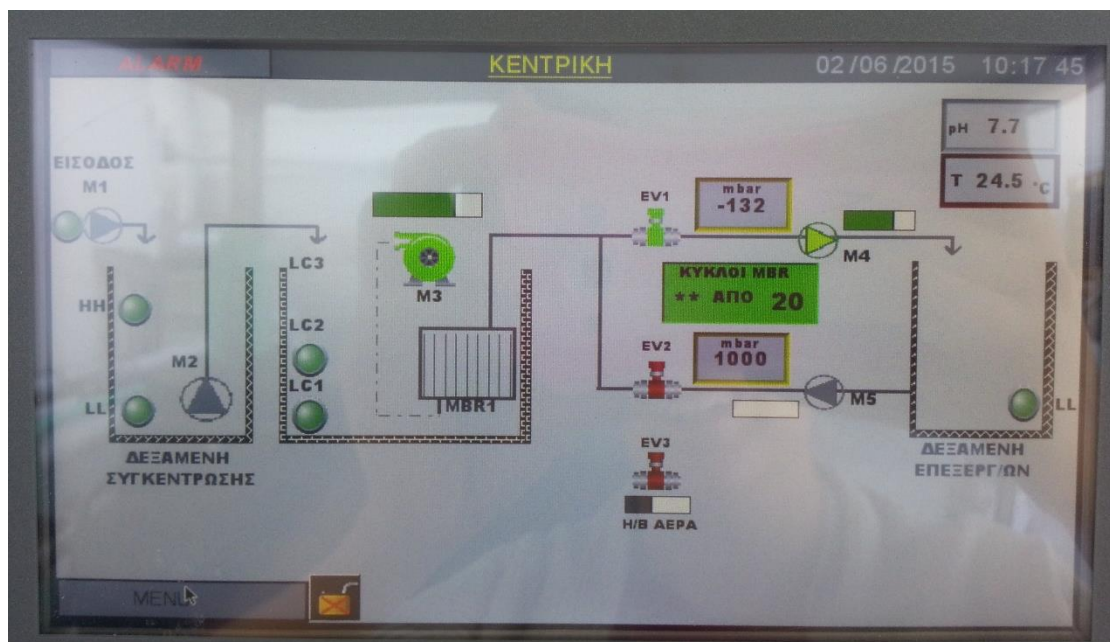 ALARM
ΚΕΝΤΡΙΚΗ
02/06/2015 10:17 45
pH 7.7
T 24.5 °C
ΕΙΣΟΔΟΣ
M1
EV1
mbar
-132
M4
LC3
M3
HH
ΚΥΚΛΟΙ MBR
** ΑΠΟ 20
LC2
M2
EV2
mbar
1000
LC1
LL
MBR1
M5
LL
ΔΕΞΑΜΕΝΗ
ΣΥΓΚΕΝΤΡΩΣΗΣ
EV3
ΔΕΞΑΜΕΝΗ
ΕΠΕΞΕΡΓ/ΩΝ
Η/Β ΑΕΡΑ
MENU